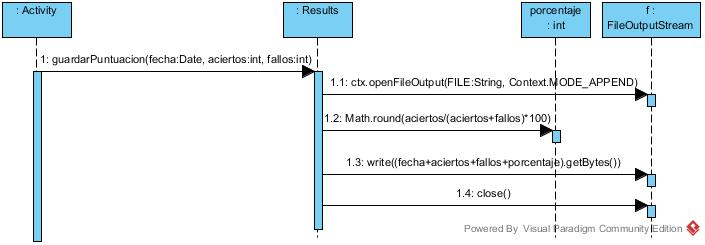 : Activity
: Results
porcentaje
: int
f :
FileOutputStream
1: guardarPuntuacion(fecha:Date, aciertos:int, fallos:int)
1.1: ctx.openFileOutput(FILE:String, Context.MODE_APPEND)
1.2: Math.round(aciertos/(aciertos+fallos)*100)
1.3: write((fecha+aciertos+fallos+porcentaje).getBytes())
1.4: close()
Powered By Visual Paradigm Community Edition